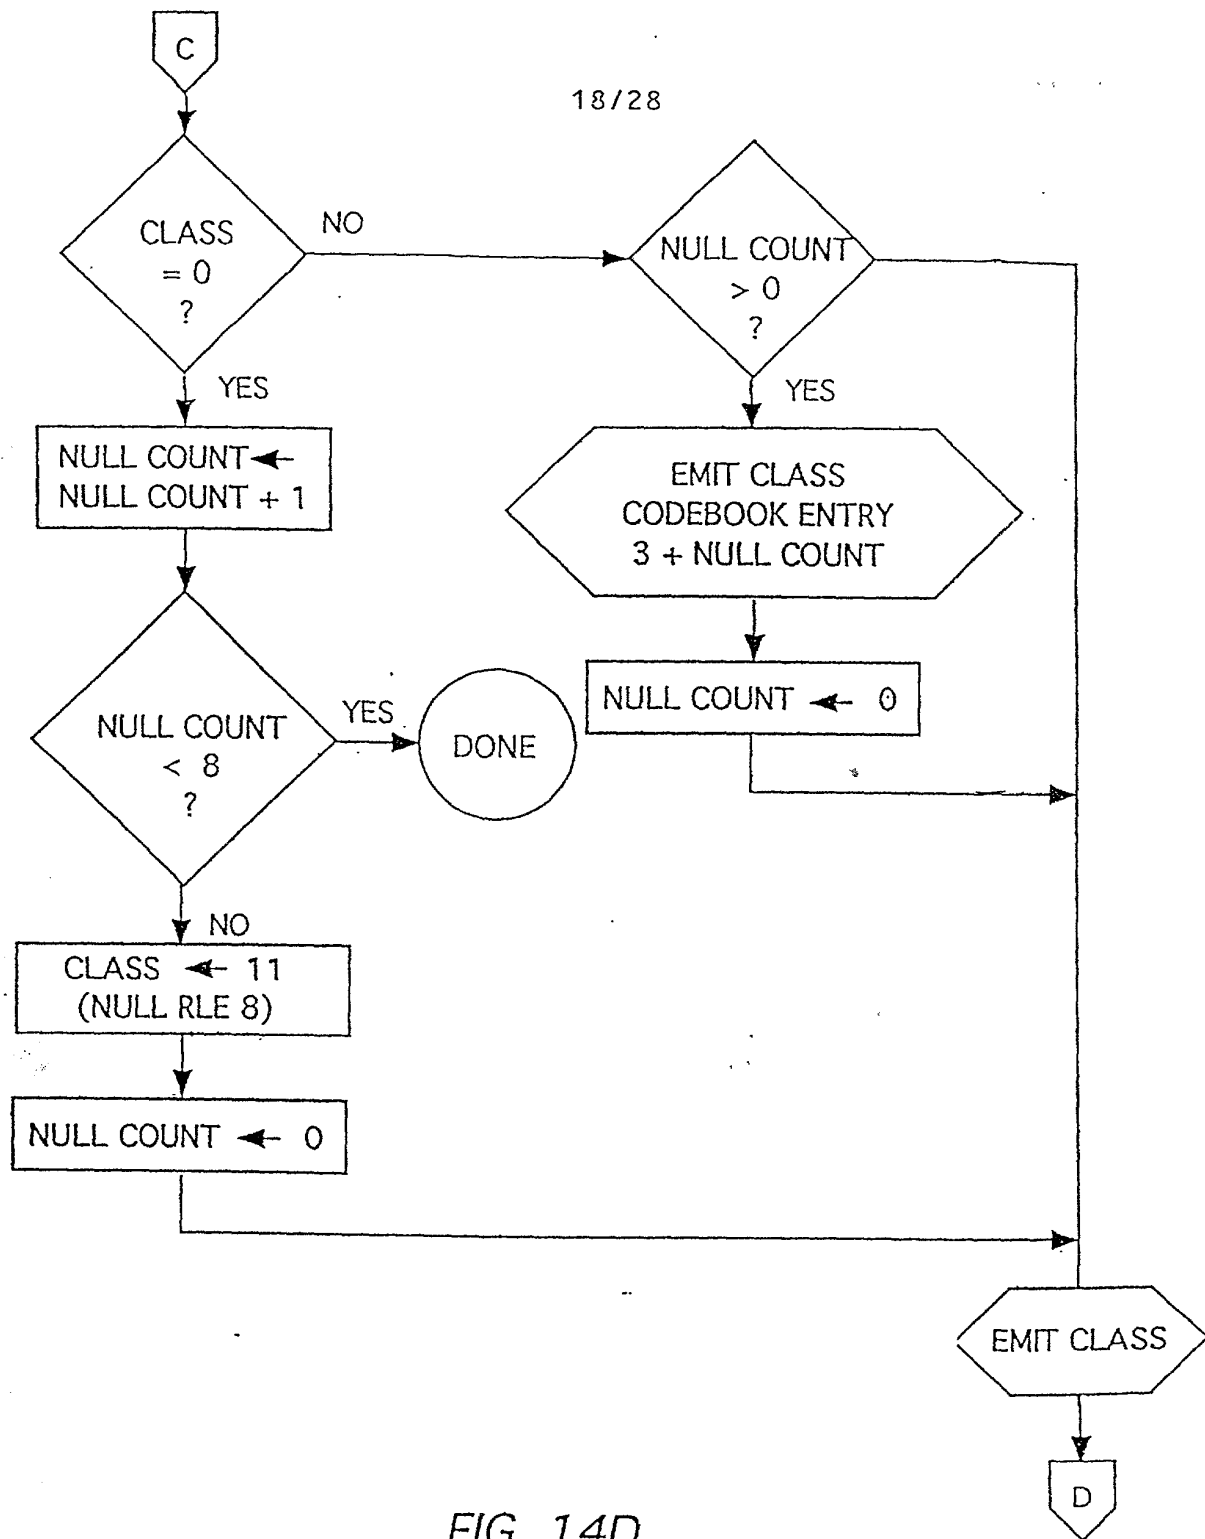 C
18/28
CLASS
= 0
?
NO
NULL COUNT
> 0
?
YES
YES
NULL COUNT ←
NULL COUNT + 1
EMIT CLASS
CODEBOOK ENTRY
3 + NULL COUNT
NULL COUNT ← 0
NULL COUNT
< 8
?
YES
DONE
NO
CLASS ← 11
(NULL RLE 8)
NULL COUNT ← 0
EMIT CLASS
D
FIG. 14D